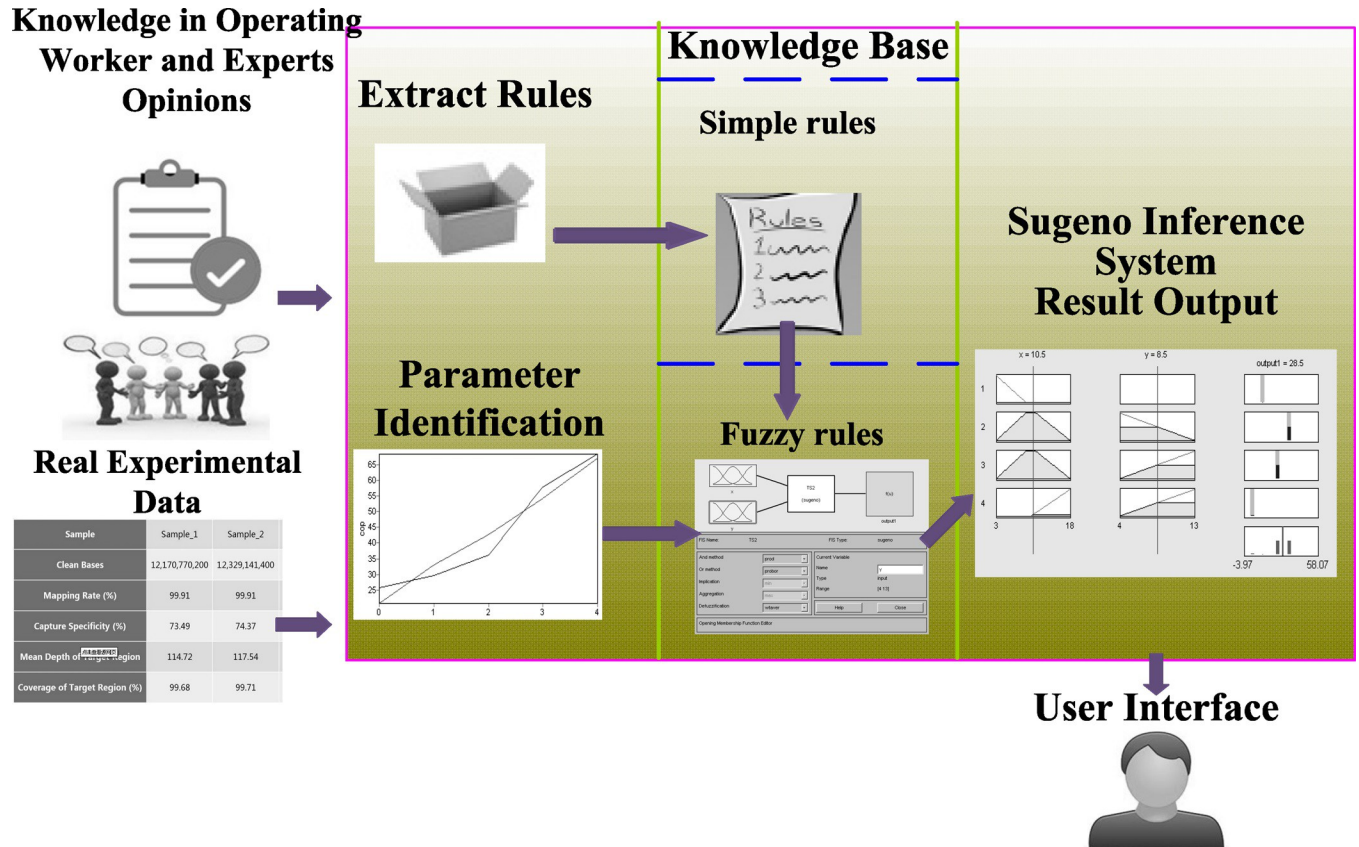 Knowledge in Operating
Worker and Experts
Opinions
Real Experimental
Data
Sample Sample_1 Sample_2
Clean Bases 12,170,770,200 12,329,141,400
Mapping Rate (%) 99.91 99.91
Capture Specificity (%) 73.49 74.37
Mean Depth of Target Region 114.72 117.54
Coverage of Target Region (%) 99.68 99.71
Extract Rules
Parameter
Identification
65
60
55
50
45
40
35
30
25
cop
0 1 2 3 4
Knowledge Base
Simple rules
Rules
1
2
3
Fuzzy rules
x
y
TS2
(sugeno)
f(u)
output1
FIS Name: TS2 FIS Type: sugeno
And method prod
Or method probor
Implication min
Aggregation max
Defuzzification wtaver
Current Variable
Name y
Type input
Range [4 13]
Help Close
Opening Membership Function Editor
Sugeno Inference
System
Result Output
x = 10.5 y = 8.5 output1 = 28.5
1
2
3
4
3 18 4 13
-3.97 58.07
User Interface